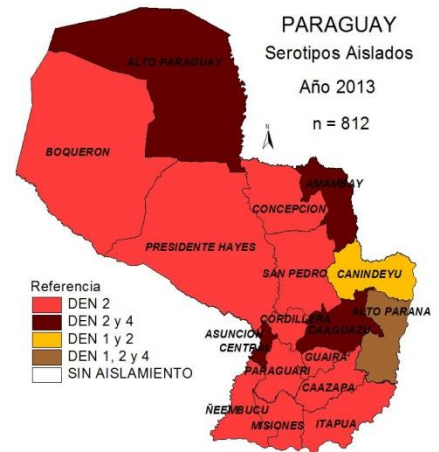 PARAGUAY
Serotipos Aislados
Año 2013
n = 812
N
ALTO PARAGUAY
BOQUERON
AMAMBAY
CONCEPCION
PRESIDENTE HAYES
SAN PEDRO
CANINDEYU
Referencia
DEN 2
DEN 2 y 4
DEN 1 y 2
DEN 1, 2 y 4
SIN AISLAMIENTO
CORDILLERA
ALTO PARANA
CAAGUAZU
ASUNCION
CENTRAL
GUAIRA
PARAGUARI
CAAZAPA
ÑEEMBUCU
MISIONES
ITAPUA